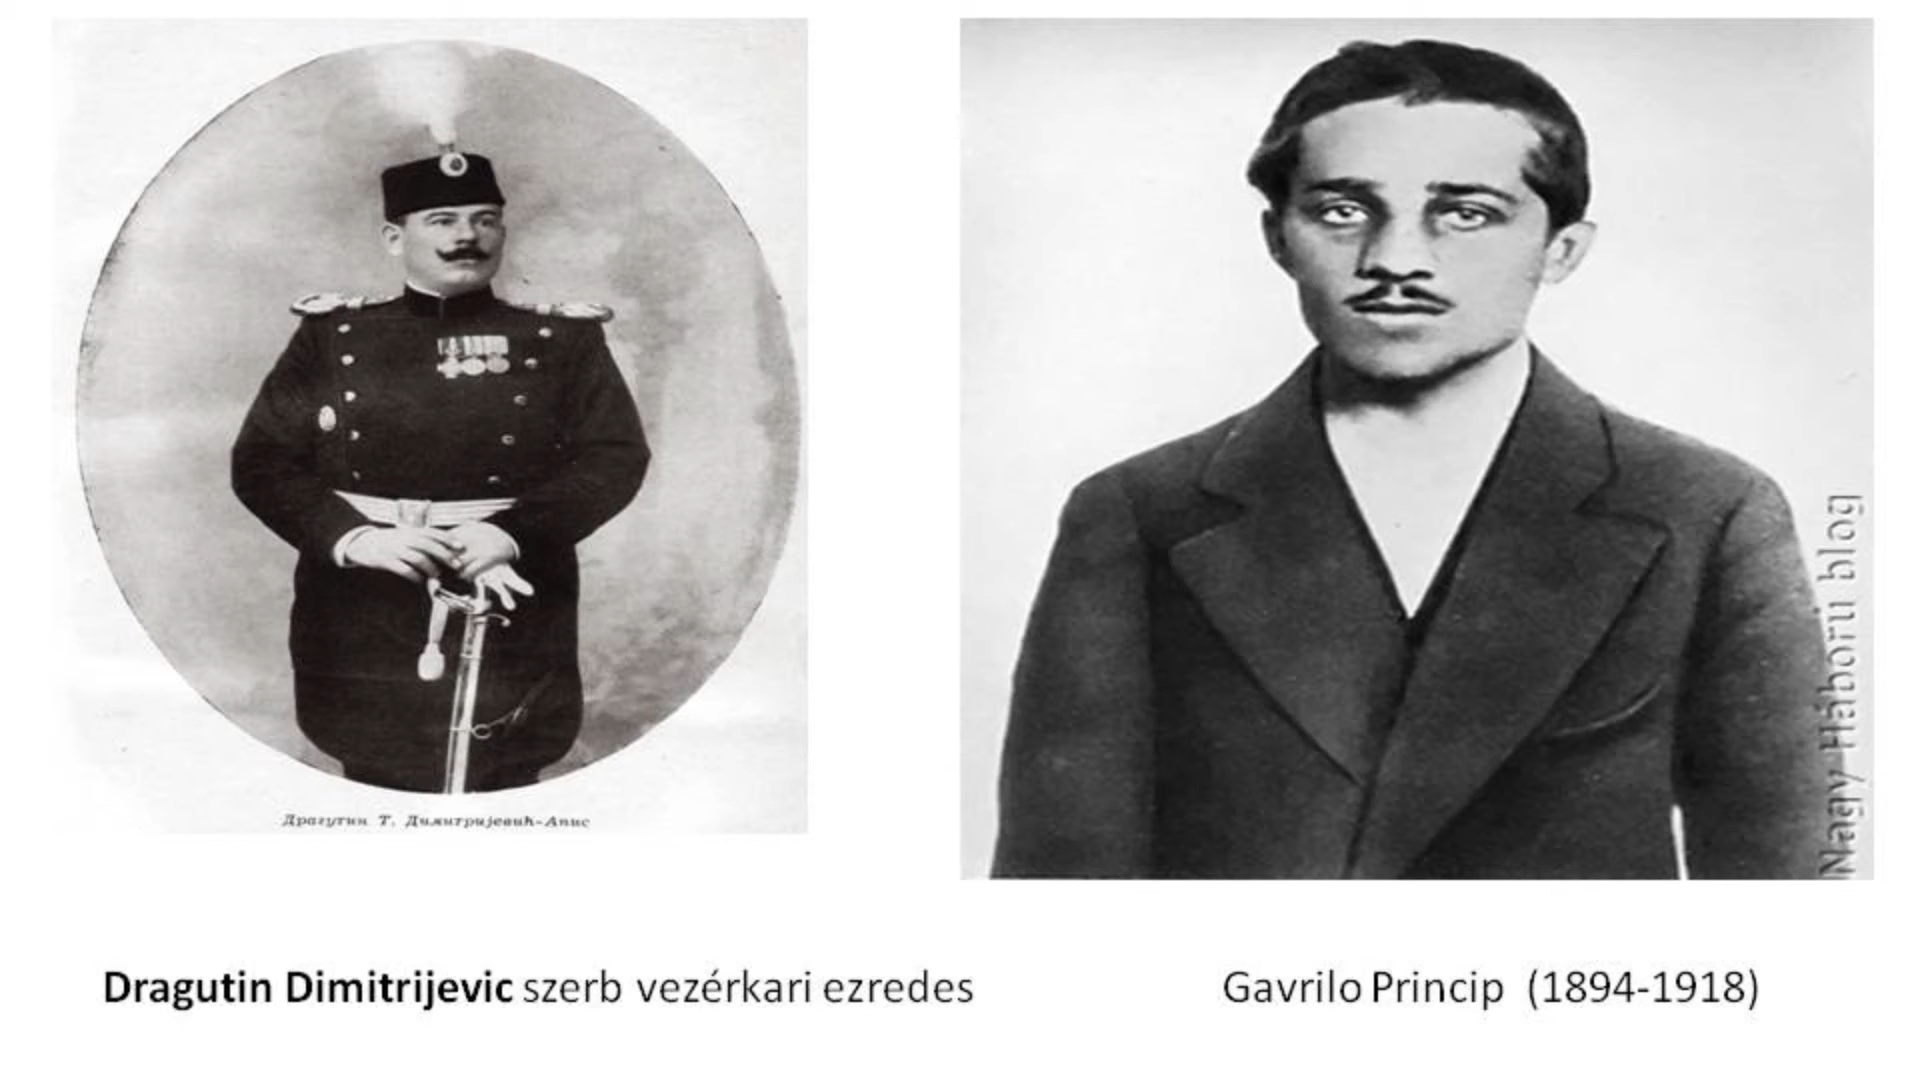 Драгутин Т. Димитријевић-Апис
Nagy Háború Blog
Dragutin Dimitrijevic szerb vezérkari ezredes
Gavrilo Princip (1894-1918)